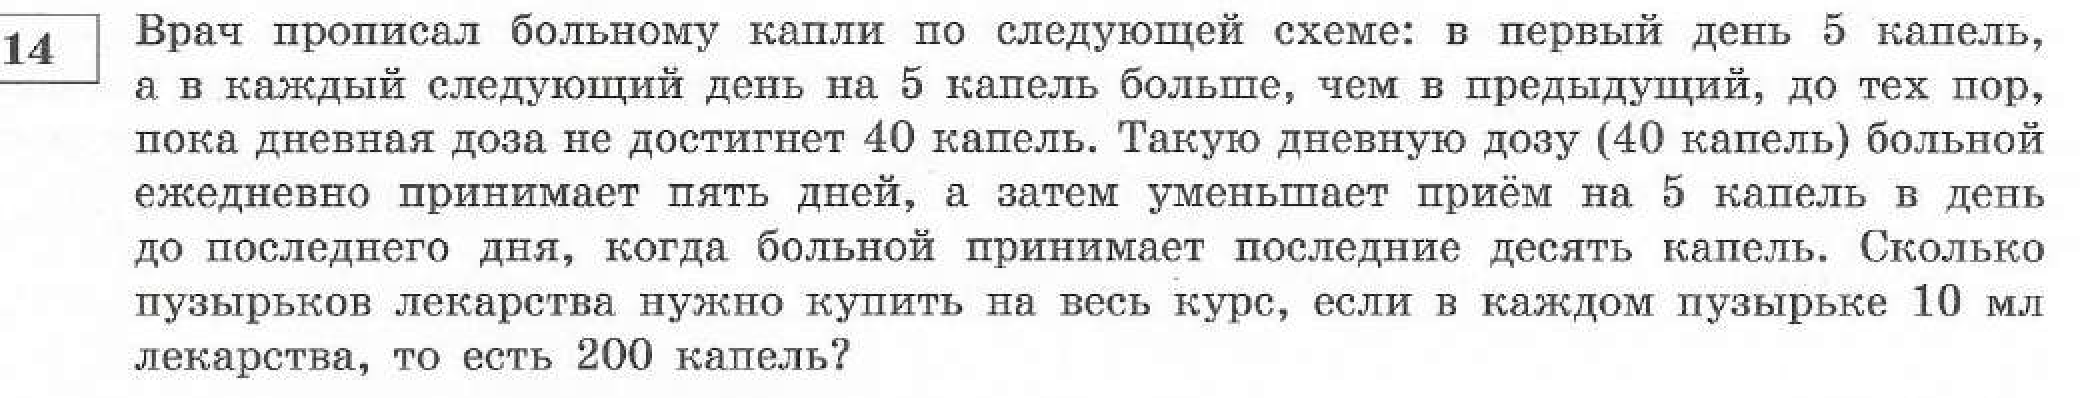 14
Врач прописал больному капли по следующей схеме: в первый день 5 капель,
а в каждый следующий день на 5 капель больше, чем в предыдущий, до тех пор,
пока дневная доза не достигнет 40 капель. Такую дневную дозу (40 капель) больной
ежедневно принимает пять дней, а затем уменьшает приём на 5 капель в день
до последнего дня, когда больной принимает последние десять капель. Сколько
пузырьков лекарства нужно купить на весь курс, если в каждом пузырьке 10 мл
лекарства, то есть 200 капель?